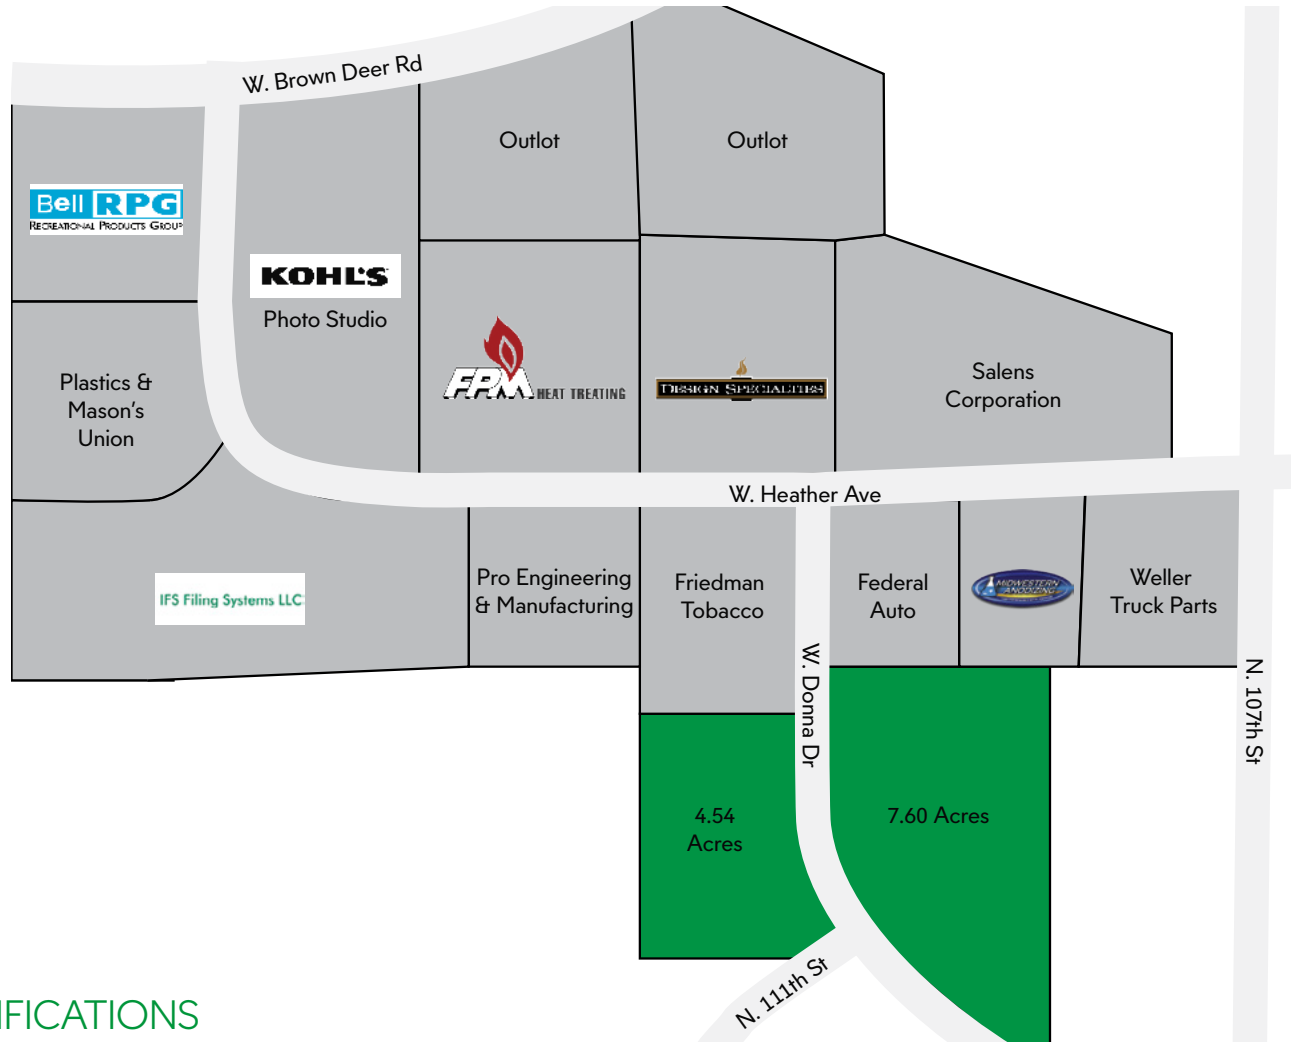 W. Brown Deer Rd
Outlot
Outlot
Bell RPG
RECREATIONAL PRODUCTS GROUP
KOHL'S
Photo Studio
FPM HEAT TREATING
DESIGN SPECIALTIES
Plastics &
Mason's
Union
Salens
Corporation
W. Heather Ave
IFS Filing Systems LLC
Pro Engineering
& Manufacturing
Friedman
Tobacco
Federal
Auto
MIDWESTERN
ANODIZING
Weller
Truck Parts
W. Donna Dr
N. 107th St
4.54
Acres
7.60 Acres
N. 111th St
IFICATIONS